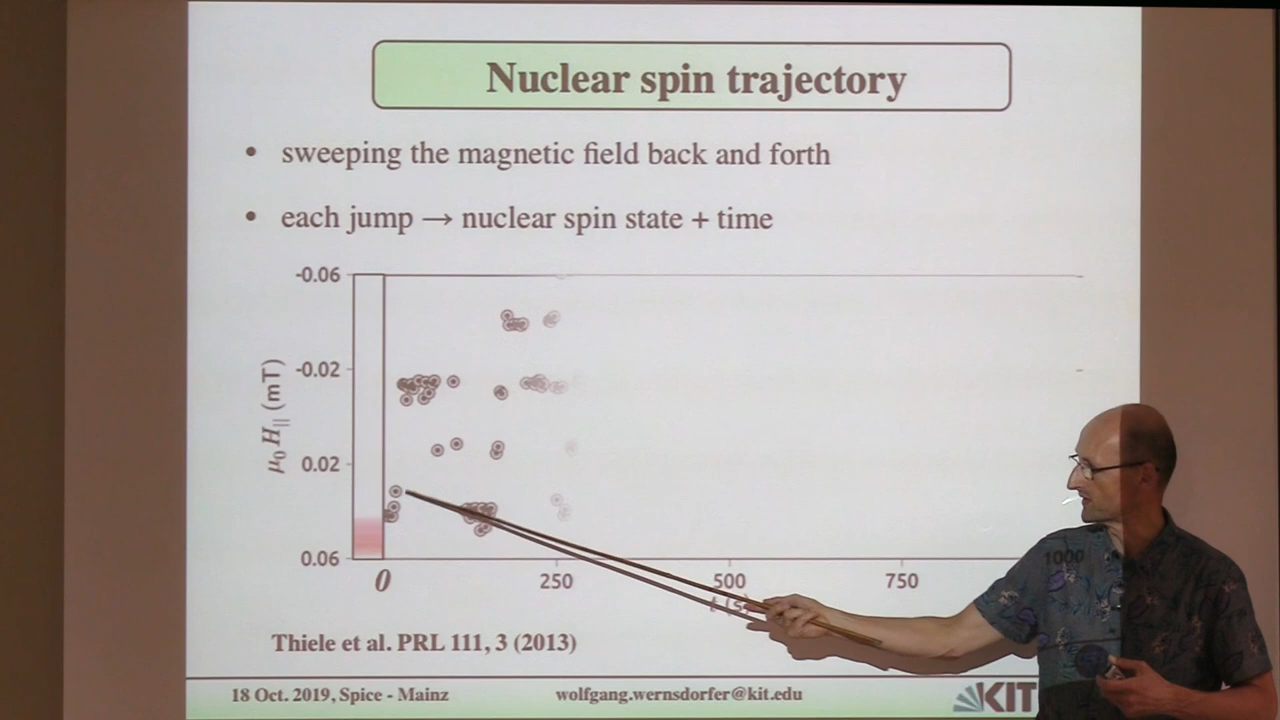 Nuclear spin trajectory
• sweeping the magnetic field back and forth
• each jump → nuclear spin state + time
-0.06
-0.02
0.02
0.06
μ₀ H|| (mT)
0
250
500
750
1000
t (s)
Thiele et al. PRL 111, 3 (2013)
18 Oct. 2019, Spice - Mainz
wolfgang.wernsdorfer@kit.edu
KIT